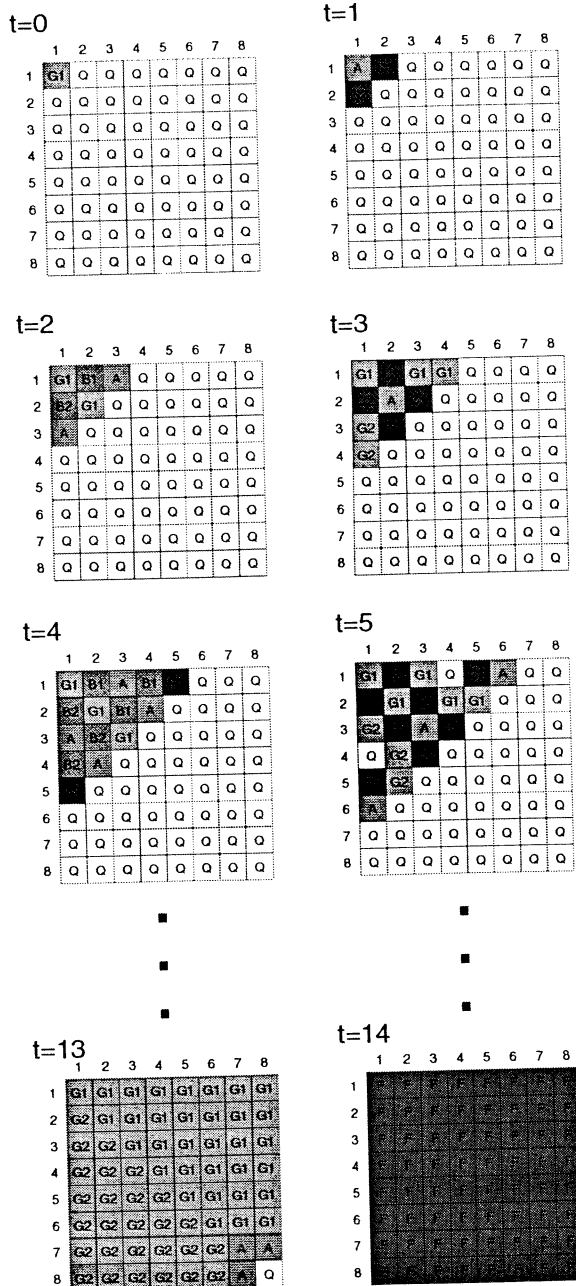 t=0
1 2 3 4 5 6 7 8
1 G1 Q Q Q Q Q Q Q
2 Q Q Q Q Q Q Q Q
3 Q Q Q Q Q Q Q Q
4 Q Q Q Q Q Q Q Q
5 Q Q Q Q Q Q Q Q
6 Q Q Q Q Q Q Q Q
7 Q Q Q Q Q Q Q Q
8 Q Q Q Q Q Q Q Q
t=1
1 2 3 4 5 6 7 8
1 A Q Q Q Q Q Q
2 Q Q Q Q Q Q Q
3 Q Q Q Q Q Q Q Q
4 Q Q Q Q Q Q Q Q
5 Q Q Q Q Q Q Q Q
6 Q Q Q Q Q Q Q Q
7 Q Q Q Q Q Q Q Q
8 Q Q Q Q Q Q Q Q
t=2
1 2 3 4 5 6 7 8
1 G1 B1 A Q Q Q Q Q
2 B2 G1 Q Q Q Q Q Q
3 A Q Q Q Q Q Q Q
4 Q Q Q Q Q Q Q Q
5 Q Q Q Q Q Q Q Q
6 Q Q Q Q Q Q Q Q
7 Q Q Q Q Q Q Q Q
8 Q Q Q Q Q Q Q Q
t=3
1 2 3 4 5 6 7 8
1 G1 G1 G1 Q Q Q Q
2 A Q Q Q Q Q
3 G2 Q Q Q Q Q Q
4 G2 Q Q Q Q Q Q Q
5 Q Q Q Q Q Q Q Q
6 Q Q Q Q Q Q Q Q
7 Q Q Q Q Q Q Q Q
8 Q Q Q Q Q Q Q Q
t=4
1 2 3 4 5 6 7 8
1 G1 B1 A B1 Q Q Q
2 B2 G1 B1 A Q Q Q Q
3 A B2 G1 Q Q Q Q Q
4 B2 A Q Q Q Q Q Q
5 Q Q Q Q Q Q Q
6 Q Q Q Q Q Q Q Q
7 Q Q Q Q Q Q Q Q
8 Q Q Q Q Q Q Q Q
t=5
1 2 3 4 5 6 7 8
1 G1 G1 Q A Q Q
2 G1 G1 G1 Q Q Q
3 G2 A Q Q Q Q
4 Q G2 Q Q Q Q Q
5 G2 Q Q Q Q Q Q
6 A Q Q Q Q Q Q Q
7 Q Q Q Q Q Q Q Q
8 Q Q Q Q Q Q Q Q
t=13
1 2 3 4 5 6 7 8
1 G1 G1 G1 G1 G1 G1 G1 G1
2 G2 G1 G1 G1 G1 G1 G1 G1
3 G2 G2 G1 G1 G1 G1 G1 G1
4 G2 G2 G2 G1 G1 G1 G1 G1
5 G2 G2 G2 G2 G1 G1 G1 G1
6 G2 G2 G2 G2 G2 G1 G1 G1
7 G2 G2 G2 G2 G2 G2 A A
8 G2 G2 G2 G2 G2 G2 A Q
t=14
1 2 3 4 5 6 7 8
1 F F F F F F F F
2 F F F F F F F F
3 F F F F F F F F
4 F F F F F F F F
5 F F F F F F F F
6 F F F F F F F F
7 F F F F F F F F
8 F F F F F F F F